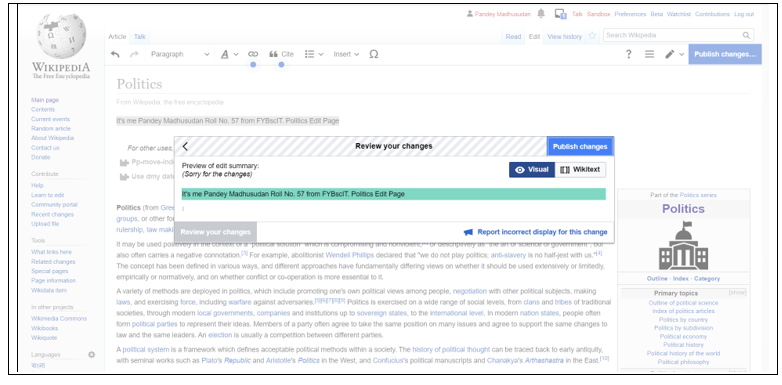 Pandey Madhusudan Talk Sandbox Preferences Beta Watchlist Contributions Log out
Article Talk
Read Edit View history Search Wikipedia
Paragraph A Cite Insert Ω ? Publish changes...
WIKIPEDIA
The Free Encyclopedia
Main page
Contents
Current events
Random article
About Wikipedia
Contact us
Donate
Contribute
Help
Learn to edit
Community portal
Recent changes
Upload file
Tools
What links here
Related changes
Special pages
Page information
Wikidata item
In other projects
Wikimedia Commons
Wikibooks
Wikiquote
Languages
Politics
From Wikipedia, the free encyclopedia
It's me Pandey Madhusudan Roll No. 57 from FYBscIT. Politics Edit Page
For other uses,
Pp-move-ind
Use dmy date
Review your changes
Publish changes
Preview of edit summary:
(Sorry for the changes)
Visual Wikitext
It's me Pandey Madhusudan Roll No. 57 from FYBscIT. Politics Edit Page
Review your changes
Report incorrect display for this change
Politics (from Gree
groups, or other fo
rulership, law maki
It may be used positively in the context of a "political solution" which is compromising and nonviolent, or descriptively as "the art or science of government", but
also often carries a negative connotation.[3] For example, abolitionist Wendell Phillips declared that "we do not play politics; anti-slavery is no half-jest with us."[4]
The concept has been defined in various ways, and different approaches have fundamentally differing views on whether it should be used extensively or limitedly,
empirically or normatively, and on whether conflict or co-operation is more essential to it.
A variety of methods are deployed in politics, which include promoting one's own political views among people, negotiation with other political subjects, making
laws, and exercising force, including warfare against adversaries. Politics is exercised on a wide range of social levels, from clans and tribes of traditional
societies, through modern local governments, companies and institutions up to sovereign states, to the international level. In modern nation states, people often
form political parties to represent their ideas. Members of a party often agree to take the same position on many issues and agree to support the same changes to
law and the same leaders. An election is usually a competition between different parties.
A political system is a framework which defines acceptable political methods within a society. The history of political thought can be traced back to early antiquity,
with seminal works such as Plato's Republic and Aristotle's Politics in the West, and Confucius's political manuscripts and Chanakya's Arthashastra in the East.[10]
Part of the Politics series
Politics
Outline · Index · Category
Primary topics [show]
Outline of political science
Index of politics articles
Politics by country
Politics by subdivision
Political economy
Political history
Political history of the world
Political philosophy